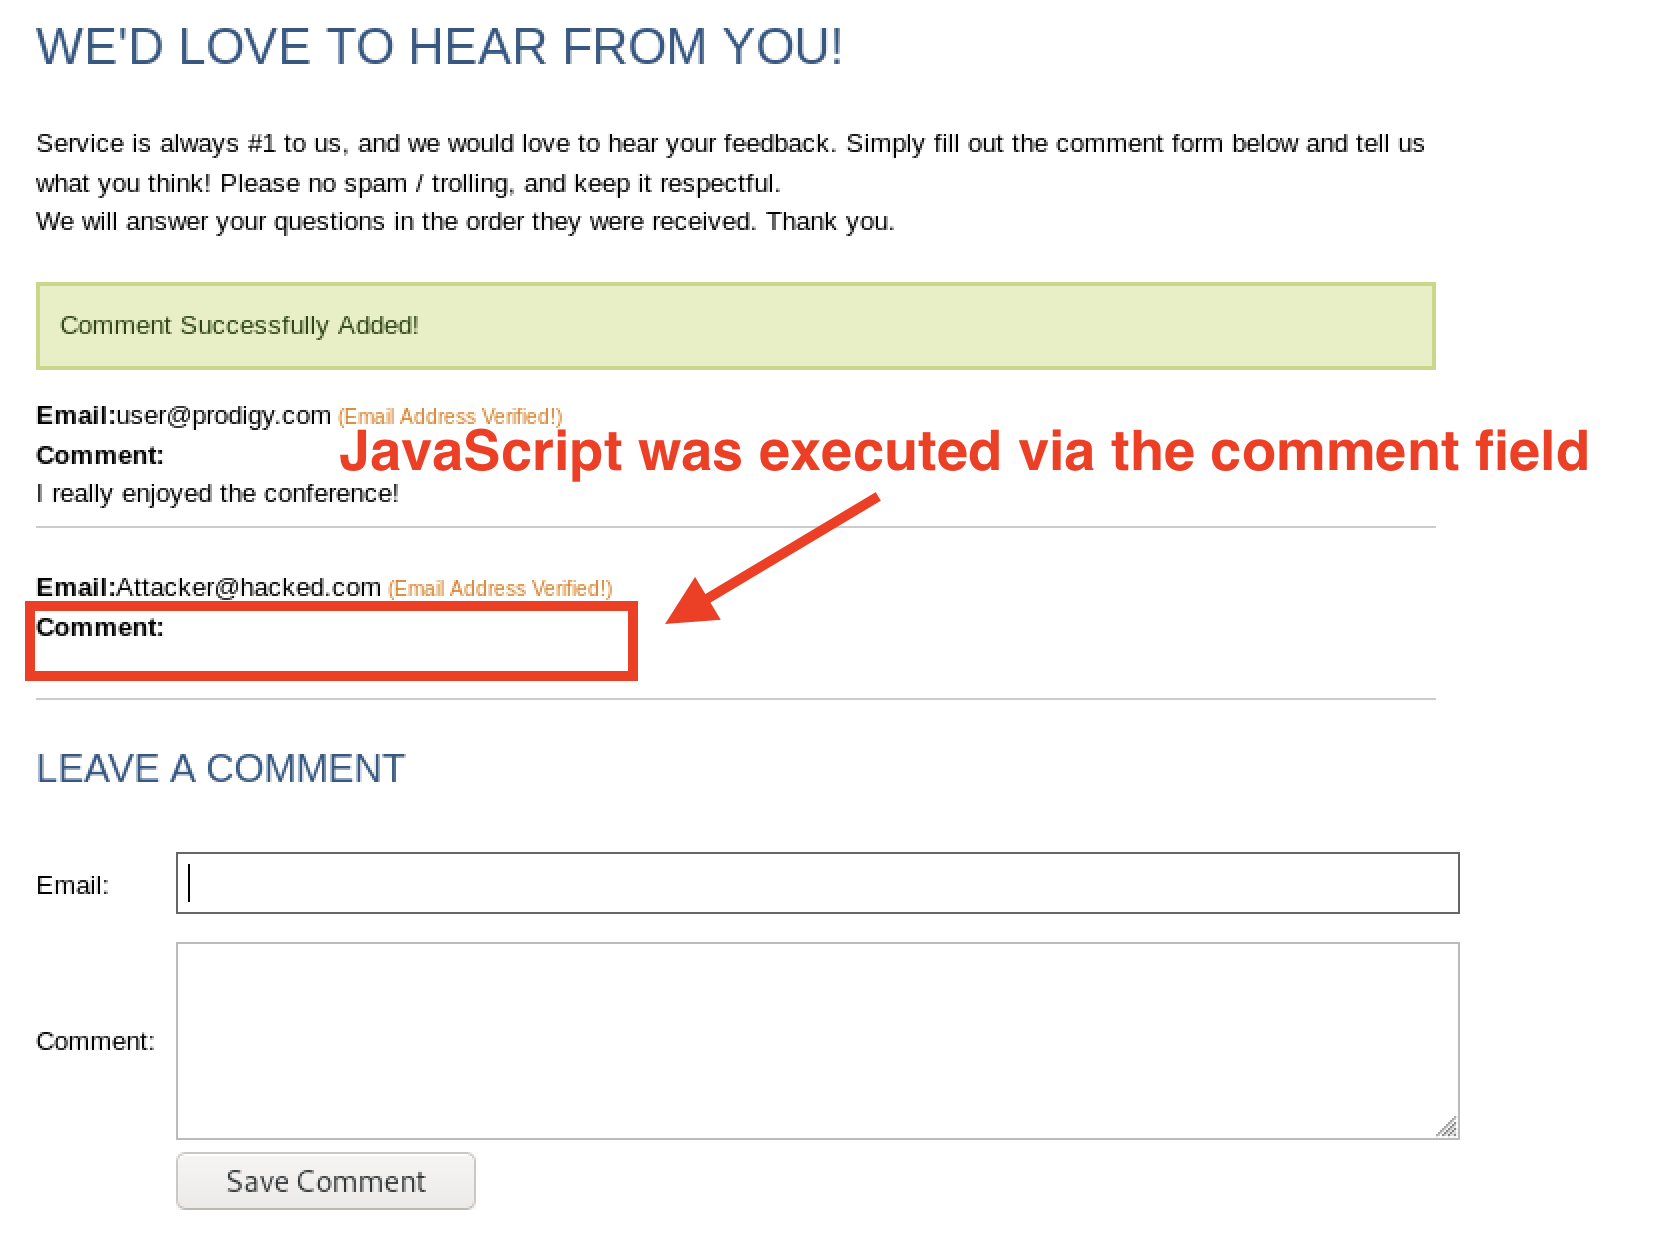 WE'D LOVE TO HEAR FROM YOU!
Service is always #1 to us, and we would love to hear your feedback. Simply fill out the comment form below and tell us
what you think! Please no spam / trolling, and keep it respectful.
We will answer your questions in the order they were received. Thank you.
Comment Successfully Added!
Email:user@prodigy.com (Email Address Verified!)
JavaScript was executed via the comment field
Comment:
I really enjoyed the conference!
Email:Attacker@hacked.com (Email Address Verified!)
Comment:
LEAVE A COMMENT
Email:
Comment:
Save Comment